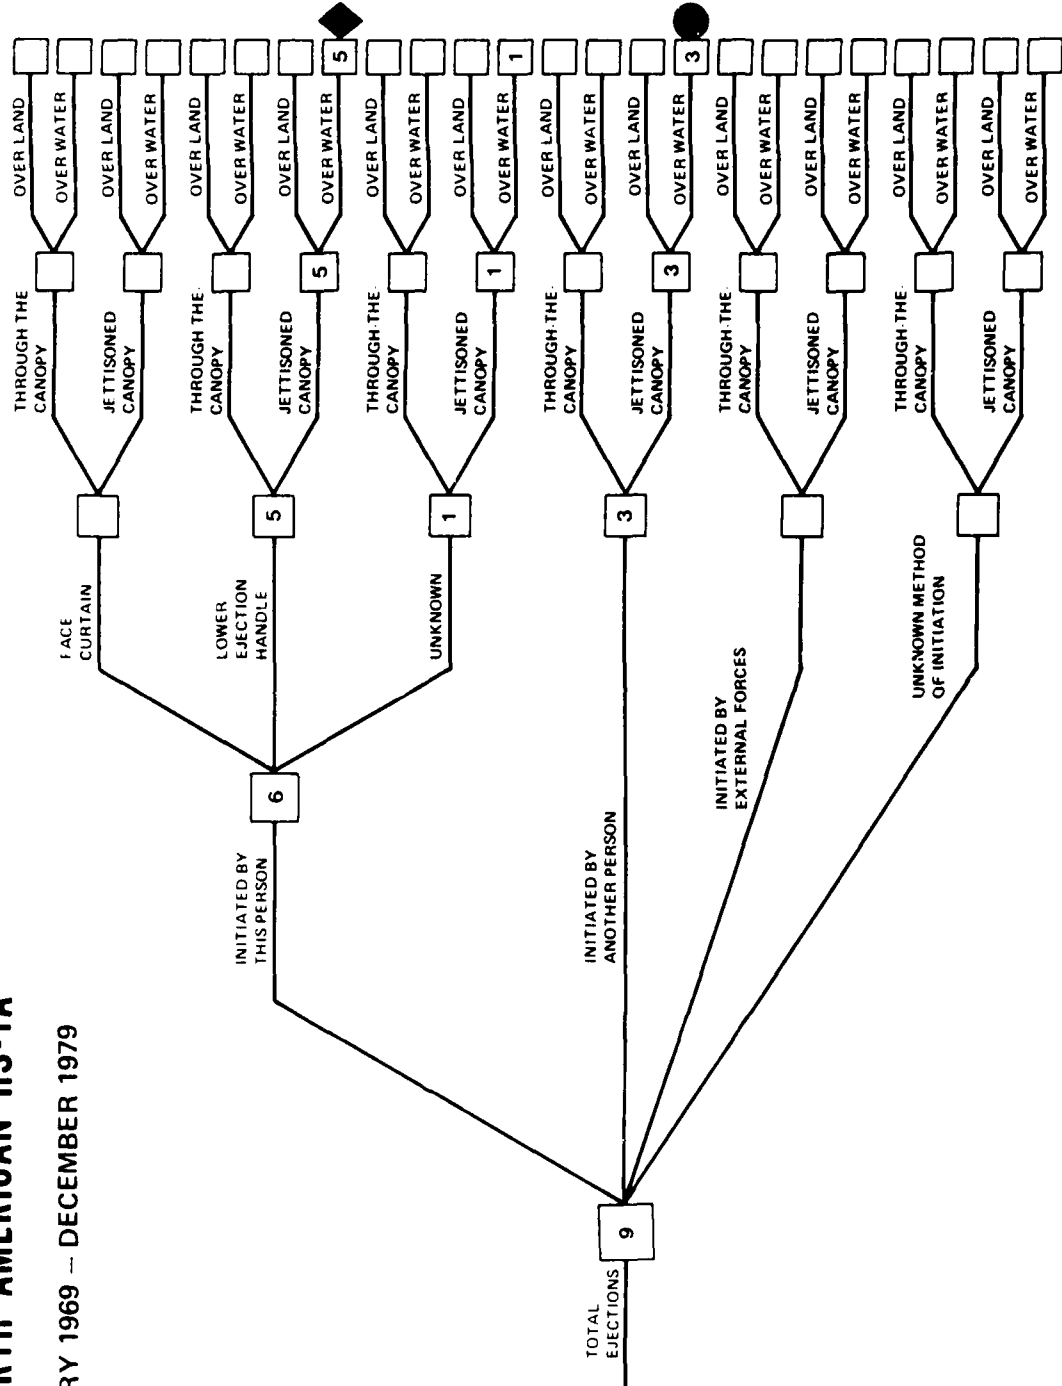 RTH AMERICAN HS-1A
RY 1969 – DECEMBER 1979
TOTAL
EJECTIONS
9
INITIATED BY
THIS PERSON
6
FACE
CURTAIN
THROUGH THE
CANOPY
OVER LAND
OVER WATER
JETTISONED
CANOPY
OVER LAND
OVER WATER
LOWER
EJECTION
HANDLE
5
THROUGH THE
CANOPY
OVER LAND
OVER WATER
JETTISONED
CANOPY
5
OVER LAND
OVER WATER
5
UNKNOWN
1
THROUGH-THE-
CANOPY
OVER LAND
OVER WATER
JETTISONED
CANOPY
1
OVER LAND
OVER WATER
1
INITIATED BY
ANOTHER PERSON
3
THROUGH-THE-
CANOPY
OVER LAND
OVER WATER
JETTISONED
CANOPY
3
OVER LAND
OVER WATER
3
INITIATED BY
EXTERNAL FORCES
THROUGH-THE-
CANOPY
OVER LAND
OVER WATER
JETTISONED
CANOPY
OVER LAND
OVER WATER
UNKNOWN METHOD
OF INITIATION
THROUGH-THE-
CANOPY
OVER LAND
OVER WATER
JETTISONED
CANOPY
OVER LAND
OVER WATER